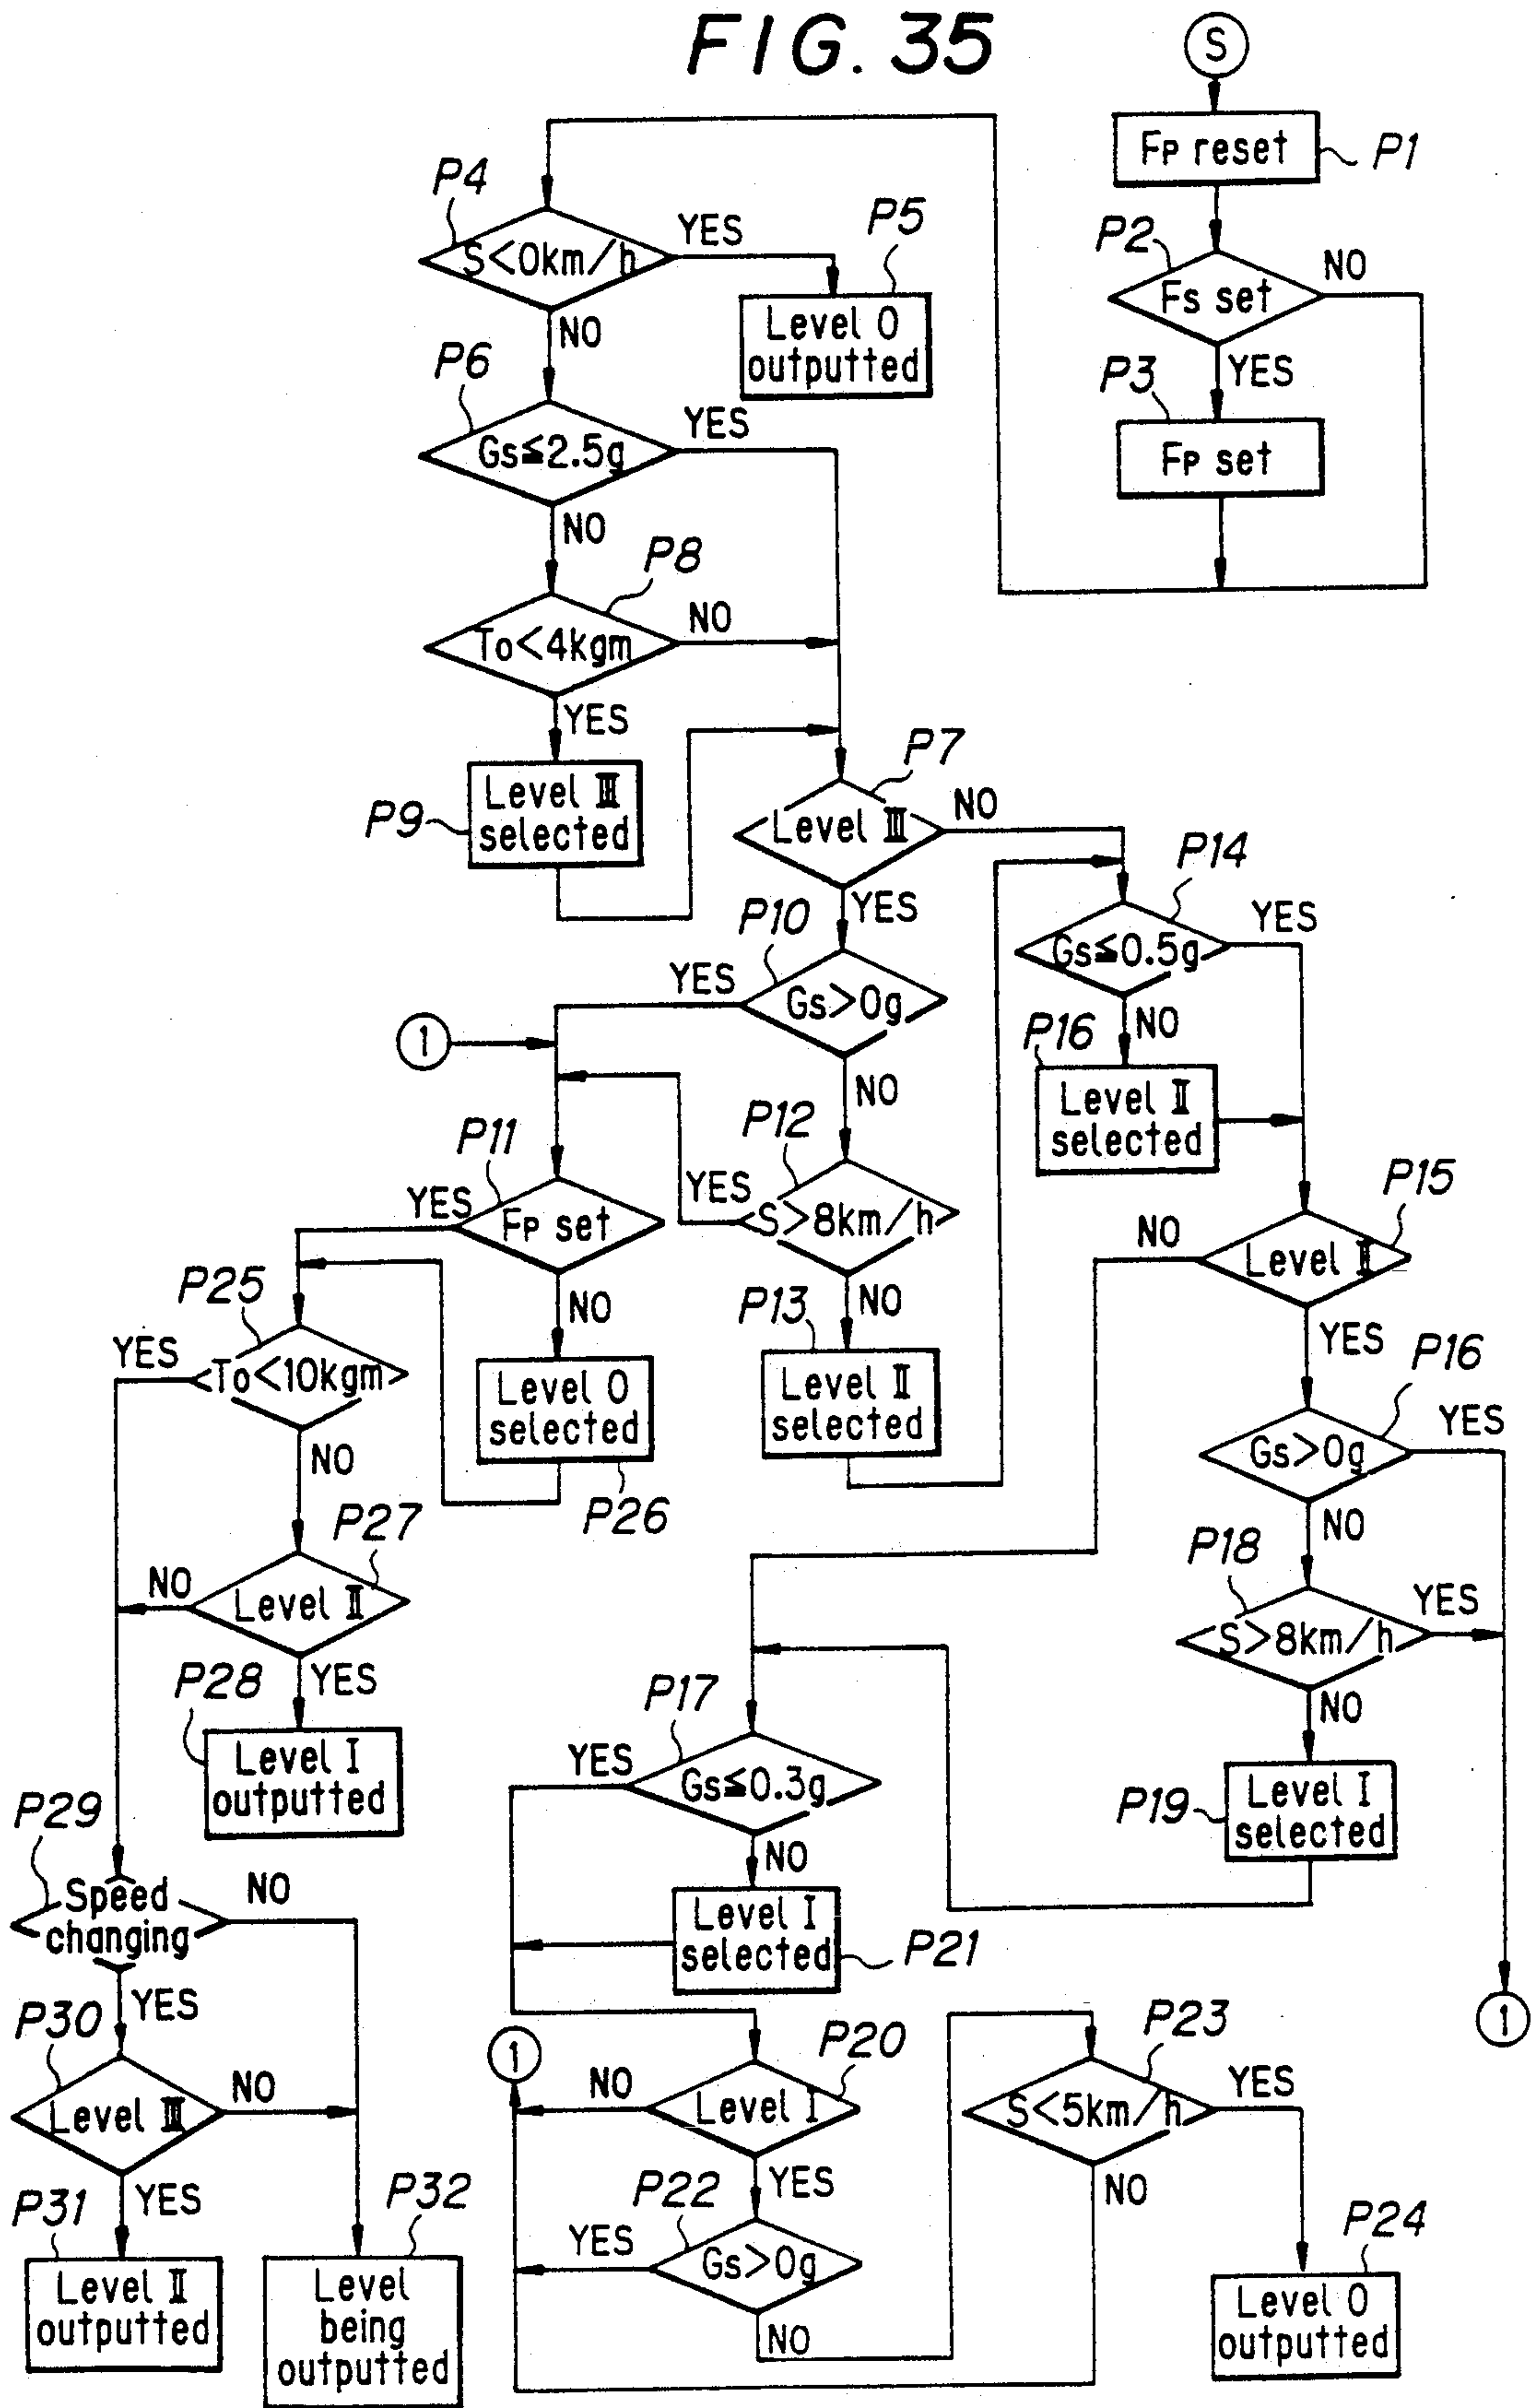 FIG. 35
S
FP reset
P1
P2
Fs set
NO
YES
P3
FP set
P4
S<0km/h
YES
NO
P5
Level 0
outputted
P6
Gs≦2.5g
YES
NO
P8
To<4kgm
NO
YES
P9
Level III
selected
P7
Level III
NO
YES
P10
Gs>0g
YES
NO
1
P14
Gs≦0.5g
YES
NO
P16
Level II
selected
P11
FP set
YES
NO
P12
S>8km/h
YES
NO
P15
Level II
NO
YES
P13
Level II
selected
P25
To<10kgm
YES
NO
Level 0
selected
P26
P16
Gs>0g
YES
NO
P27
Level II
NO
YES
P18
S>8km/h
YES
NO
P28
Level I
outputted
P17
Gs≦0.3g
YES
NO
P19
Level I
selected
P29
Speed
changing
NO
YES
Level I
selected
P21
1
P30
Level III
NO
YES
1
P20
Level I
NO
YES
P23
S<5km/h
YES
NO
P22
Gs>0g
YES
NO
P31
Level II
outputted
P32
Level
being
outputted
P24
Level 0
outputted